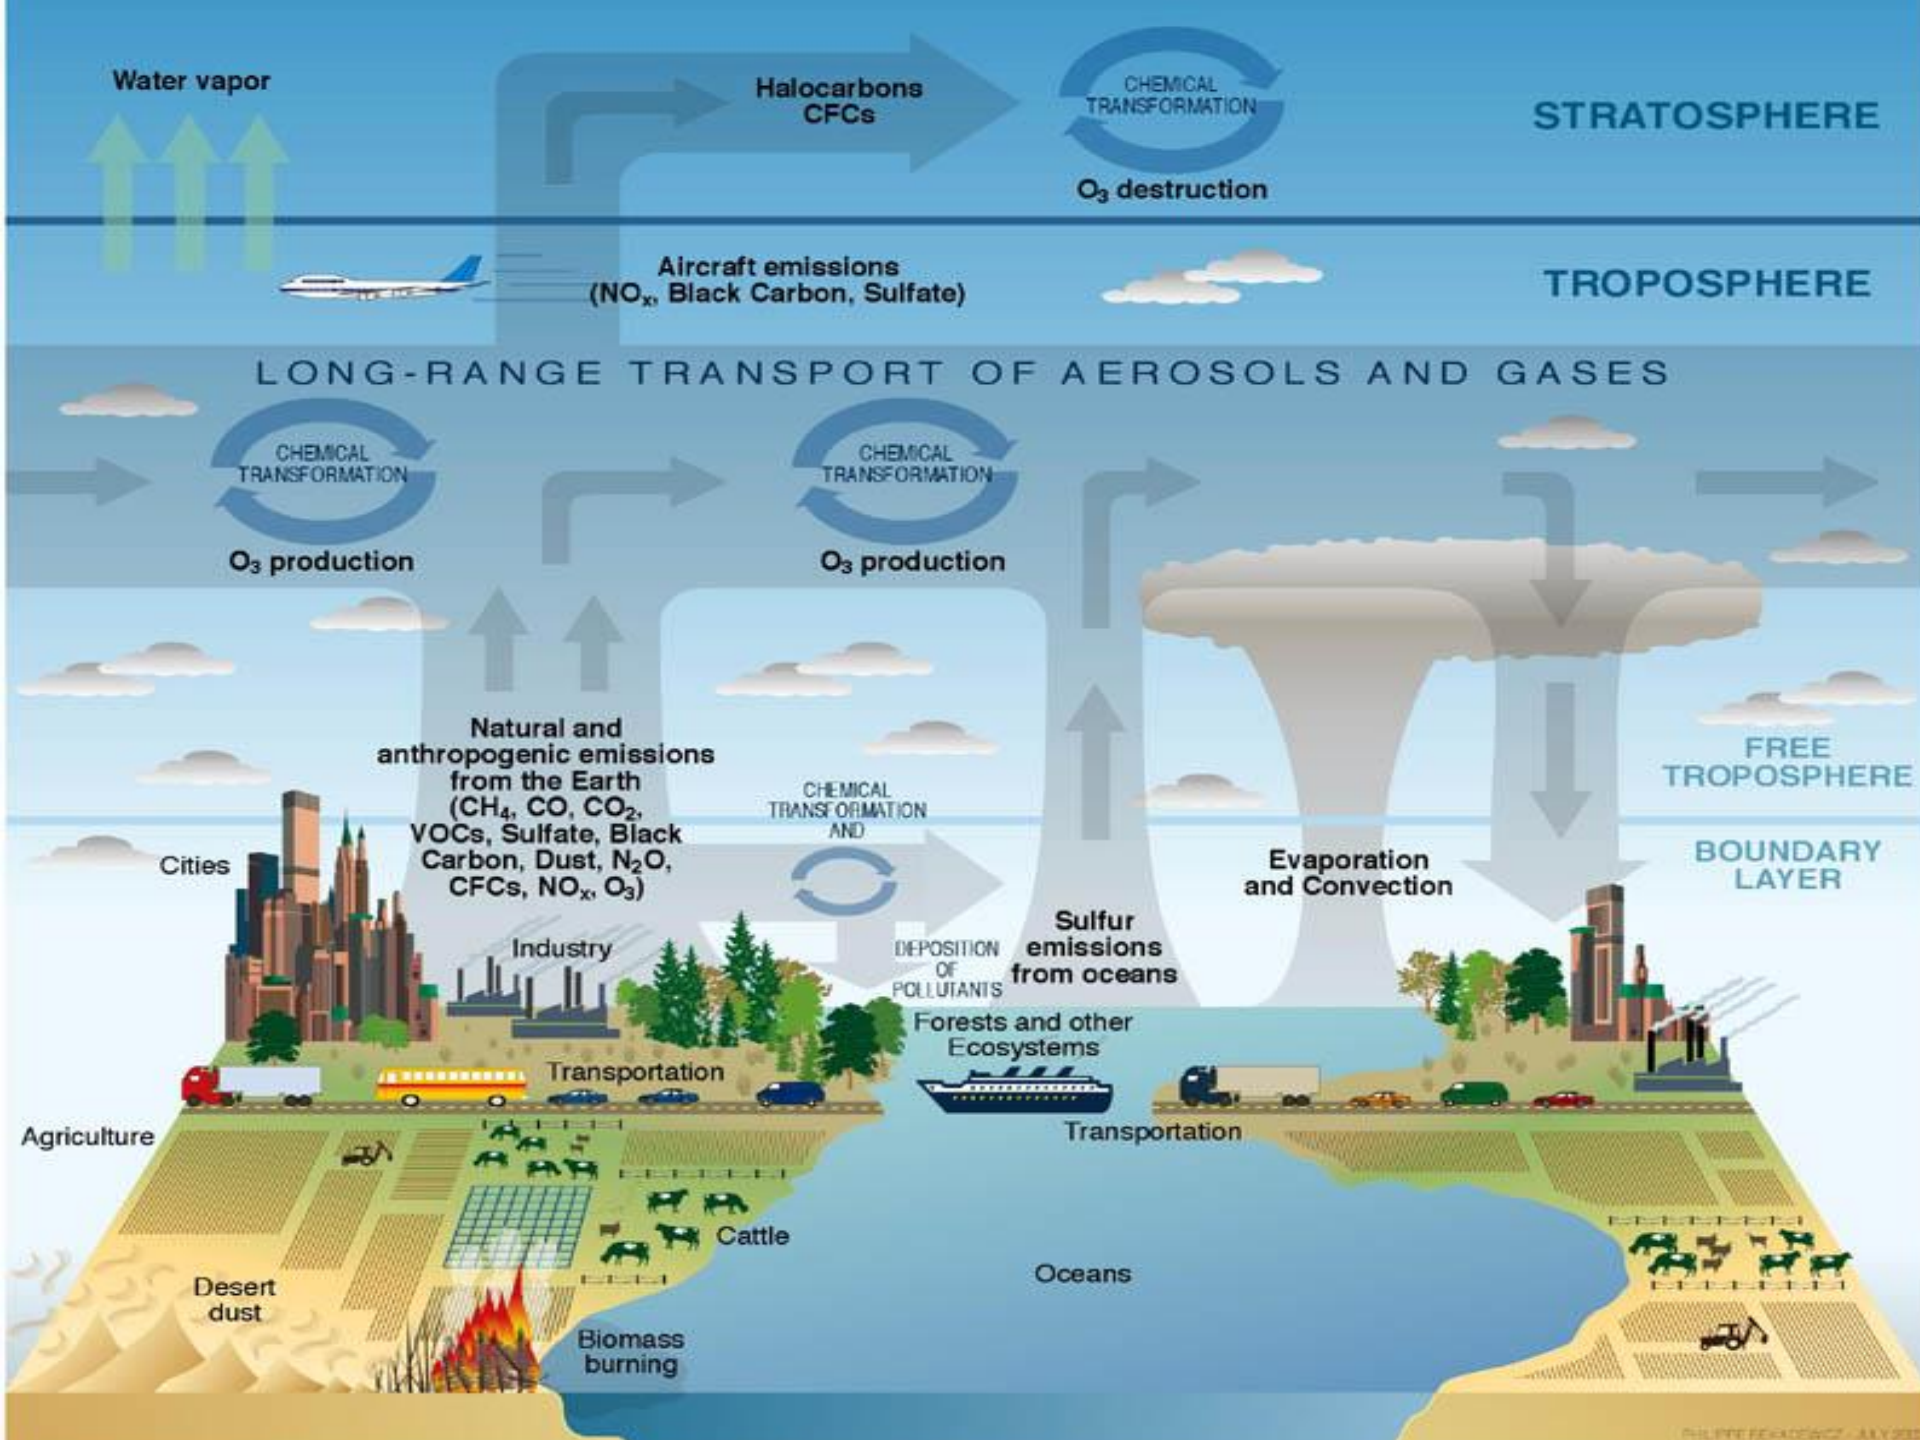 Water vapor
Halocarbons
CFCs
CHEMICAL
TRANSFORMATION
O₃ destruction
STRATOSPHERE
Aircraft emissions
(NOₓ, Black Carbon, Sulfate)
TROPOSPHERE
LONG-RANGE TRANSPORT OF AEROSOLS AND GASES
CHEMICAL
TRANSFORMATION
O₃ production
CHEMICAL
TRANSFORMATION
O₃ production
Natural and
anthropogenic emissions
from the Earth
(CH₄, CO, CO₂,
VOCs, Sulfate, Black
Carbon, Dust, N₂O,
CFCs, NOₓ, O₃)
CHEMICAL
TRANSFORMATION
AND
DEPOSITION
OF
POLLUTANTS
FREE
TROPOSPHERE
BOUNDARY
LAYER
Cities
Evaporation
and Convection
Sulfur
emissions
from oceans
Industry
Forests and other
Ecosystems
Transportation
Agriculture
Transportation
Cattle
Desert
dust
Oceans
Biomass
burning
JULY